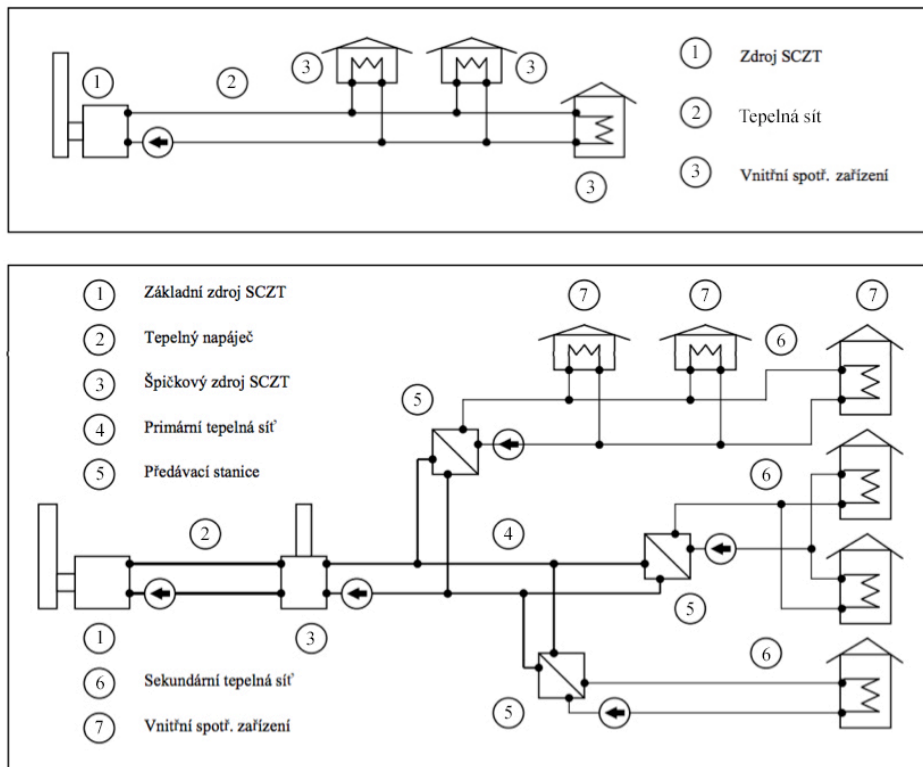 1
2
3
3
3
1 Zdroj SCZT
2 Tepelná sít
3 Vnitřní spotř. zařízení
1 Základní zdroj SCZT
2 Tepelný napáječ
3 Špičkový zdroj SCZT
4 Primární tepelná síť
5 Předávací stanice
7
7
7
6
5
6
2
4
5
1
3
6
5
6 Sekundární tepelná síť
7 Vnitřní spotř. zařízení